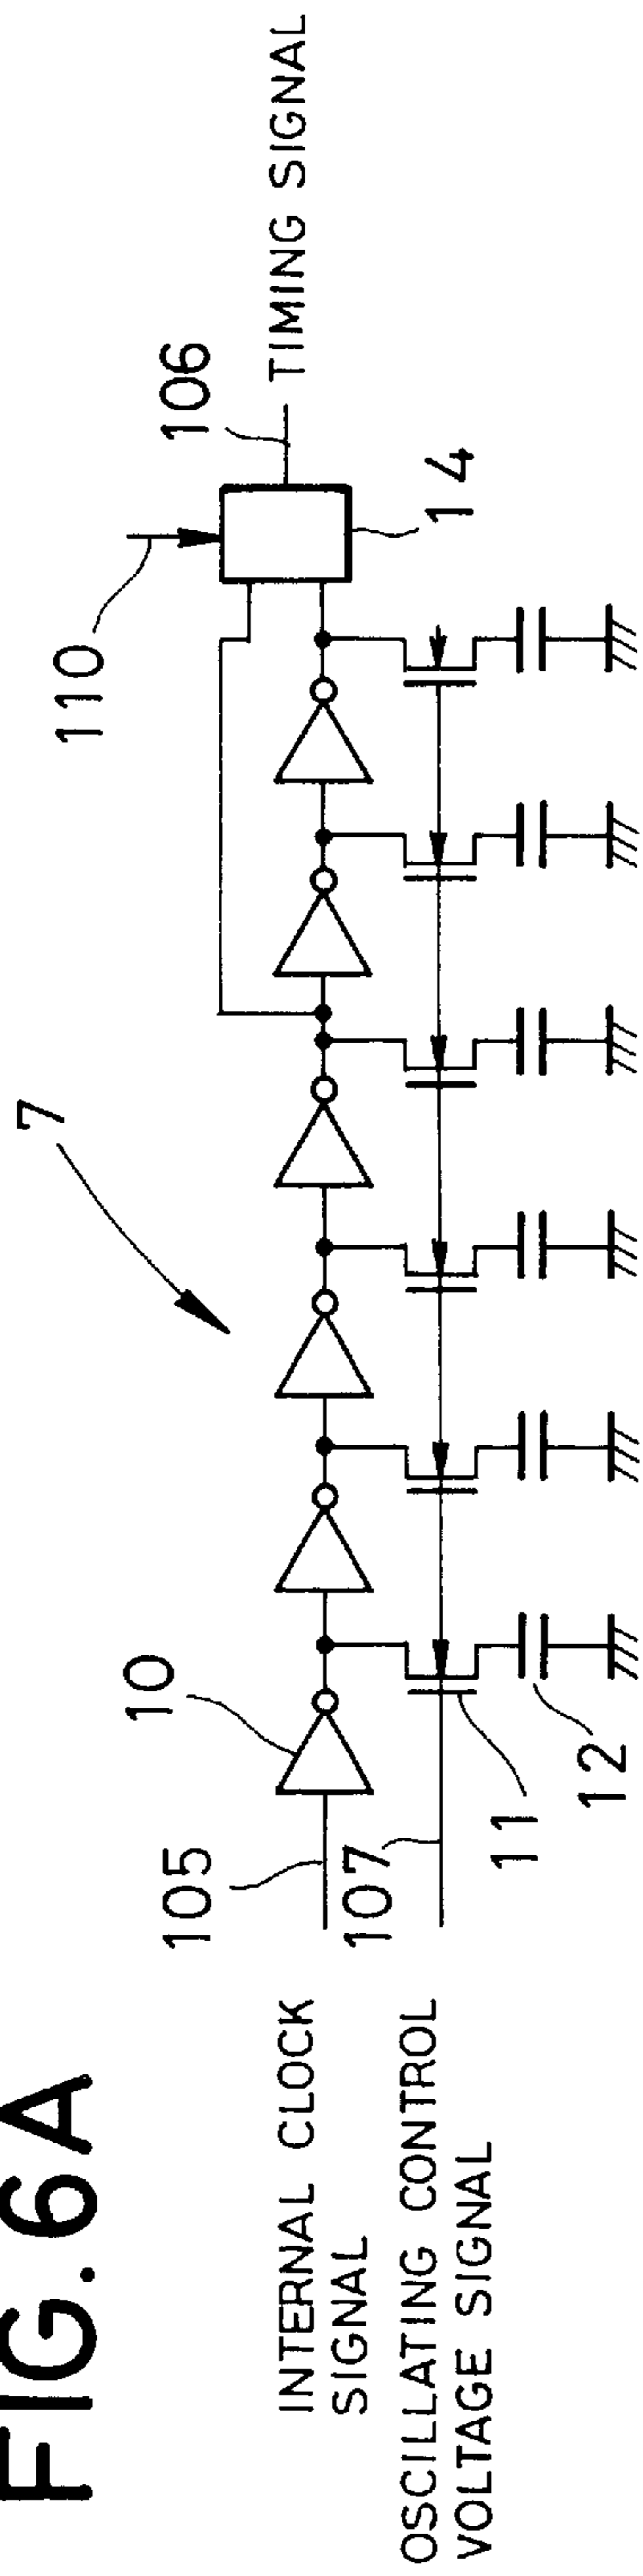 FIG. 6A
7
110
106
TIMING SIGNAL
14
10
105
INTERNAL CLOCK
SIGNAL
107
OSCILLATING CONTROL
VOLTAGE SIGNAL
11
12